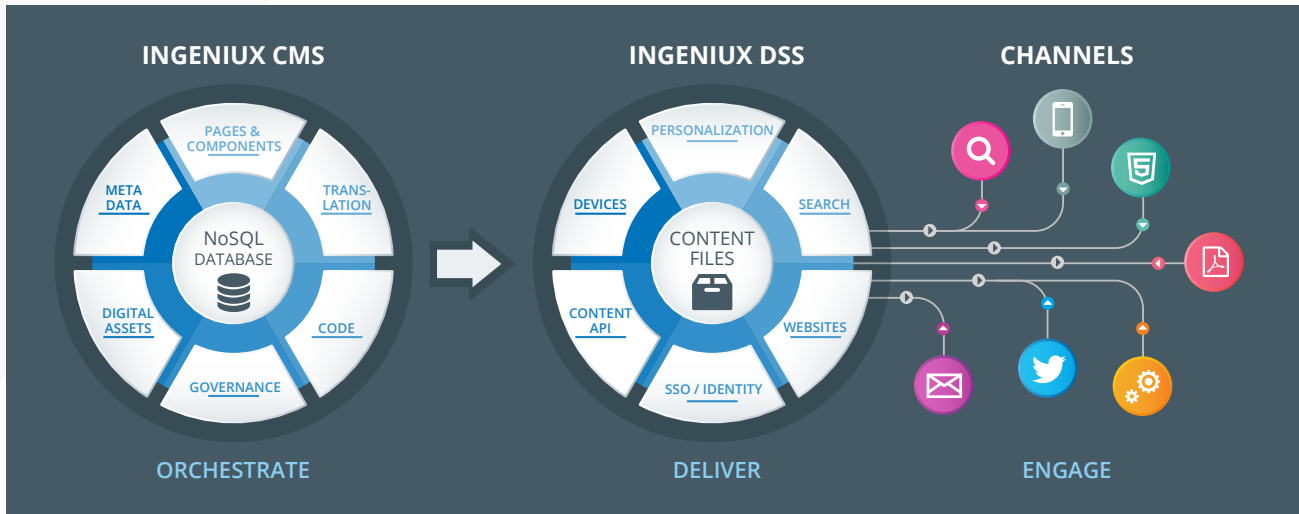 INGENIUX CMS
PAGES &
COMPONENTS
TRANS-
LATION
CODE
GOVERNANCE
DIGITAL
ASSETS
META
DATA
NoSQL
DATABASE
ORCHESTRATE
INGENIUX DSS
PERSONALIZATION
SEARCH
WEBSITES
SSO / IDENTITY
CONTENT
API
DEVICES
CONTENT
FILES
DELIVER
CHANNELS
5
ENGAGE